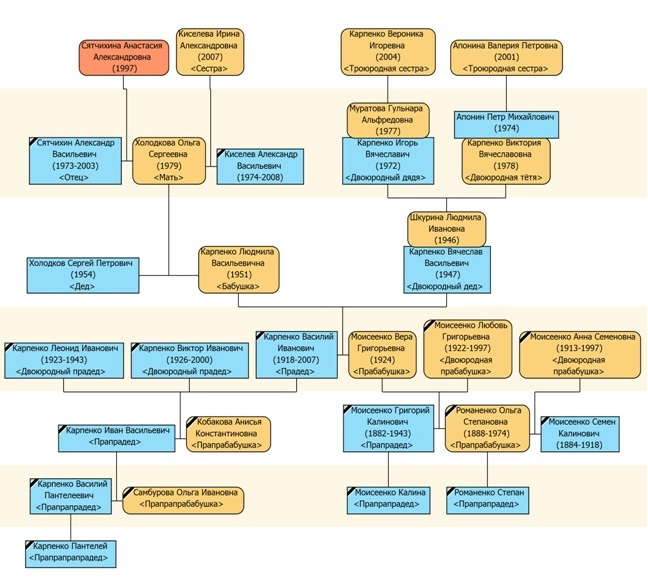 Сятчихина Анастасия
Александровна
(1997)
Киселева Ирина
Александровна
(2007)
<Сестра>
Карпенко Вероника
Игоревна
(2004)
<Троюродная сестра>
Апонина Валерия Петровна
(2001)
<Троюродная сестра>
Сятчихин Александр
Васильевич
(1973-2003)
<Отец>
Холодкова Ольга
Сергеевна
(1979)
<Мать>
Киселев Александр
Васильевич
(1974-2008)
Муратова Гульнара
Альфредовна
(1977)
Карпенко Игорь
Вячеславич
(1972)
<Двоюродный дядя>
Апонин Петр Михайлович
(1974)
Карпенко Виктория
Вячеславовна
(1978)
<Двоюродная тётя>
Холодков Сергей Петрович
(1954)
<Дед>
Карпенко Людмила
Васильевична
(1951)
<Бабушка>
Шкурина Людмила
Ивановна
(1946)
Карпенко Вячеслав
Васильевич
(1947)
<Двоюродный дед>
Карпенко Леонид Иванович
(1923-1943)
<Двоюродный прадед>
Карпенко Виктор Иванович
(1926-2000)
<Двоюродный прадед>
Карпенко Василий
Иванович
(1918-2007)
<Прадед>
Моисеенко Вера
Григорьевна
(1924)
<Прабабушка>
Моисеенко Любовь
Григорьевна
(1922-1997)
<Двоюродная
прабабушка>
Моисеенко Анна Семеновна
(1913-1997)
<Двоюродная
прабабушка>
Карпенко Иван Васильевич
<Прапрадед>
Кобакова Анисья
Константиновна
<Прапрабабушка>
Моисеенко Григорий
Калинович
(1882-1943)
<Прапрадед>
Романенко Ольга
Степановна
(1888-1974)
<Прапрабабушка>
Моисеенко Семен
Калинович
(1884-1918)
Карпенко Василий
Пантелеевич
<Прапрапрадед>
Самбурова Ольга Ивановна
<Прапрапрабабушка>
Моисеенко Калина
<Прапрапрадед>
Романенко Степан
<Прапрапрадед>
Карпенко Пантелей
<Прапрапрапрадед>